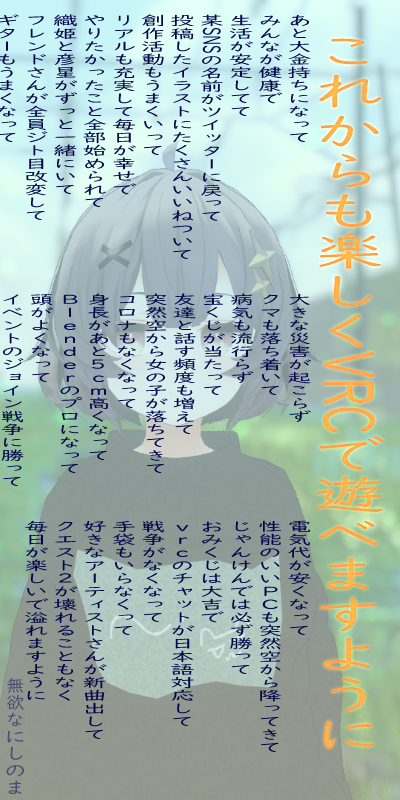 これからも楽しくVRCで遊べますように
あと大金持ちになって
みんなが健康で
生活が安定してて
某SNSの名前がツイッターに戻って
投稿したイラストにたくさんいいねついて
創作活動もうまくいって
リアルも充実して毎日が幸せで
やりたかったこと全部始められて
織姫と彦星がずっと一緒にいて
フレンドさんが全員ジト目改変して
ギターもうまくなって
大きな災害が起こらず
クマも落ち着いて
病気も流行らず
宝くじが当たって
友達と話す頻度も増えて
突然空から女の子が落ちてきて
コロナもなくなって
身長があと5cm高くなって
Blenderのプロになって
頭がよくなって
イベントのジョイン戦争に勝って
電気代が安くなって
性能のいいPCも突然空から降ってきて
じゃんけんでは必ず勝って
おみくじは大吉で
vrcのチャットが日本語対応して
戦争がなくなって
手袋もいらなくって
好きなアーティストさんが新曲出して
クエスト2が壊れることもなく
毎日が楽しいで溢れますように
無欲なにしのま